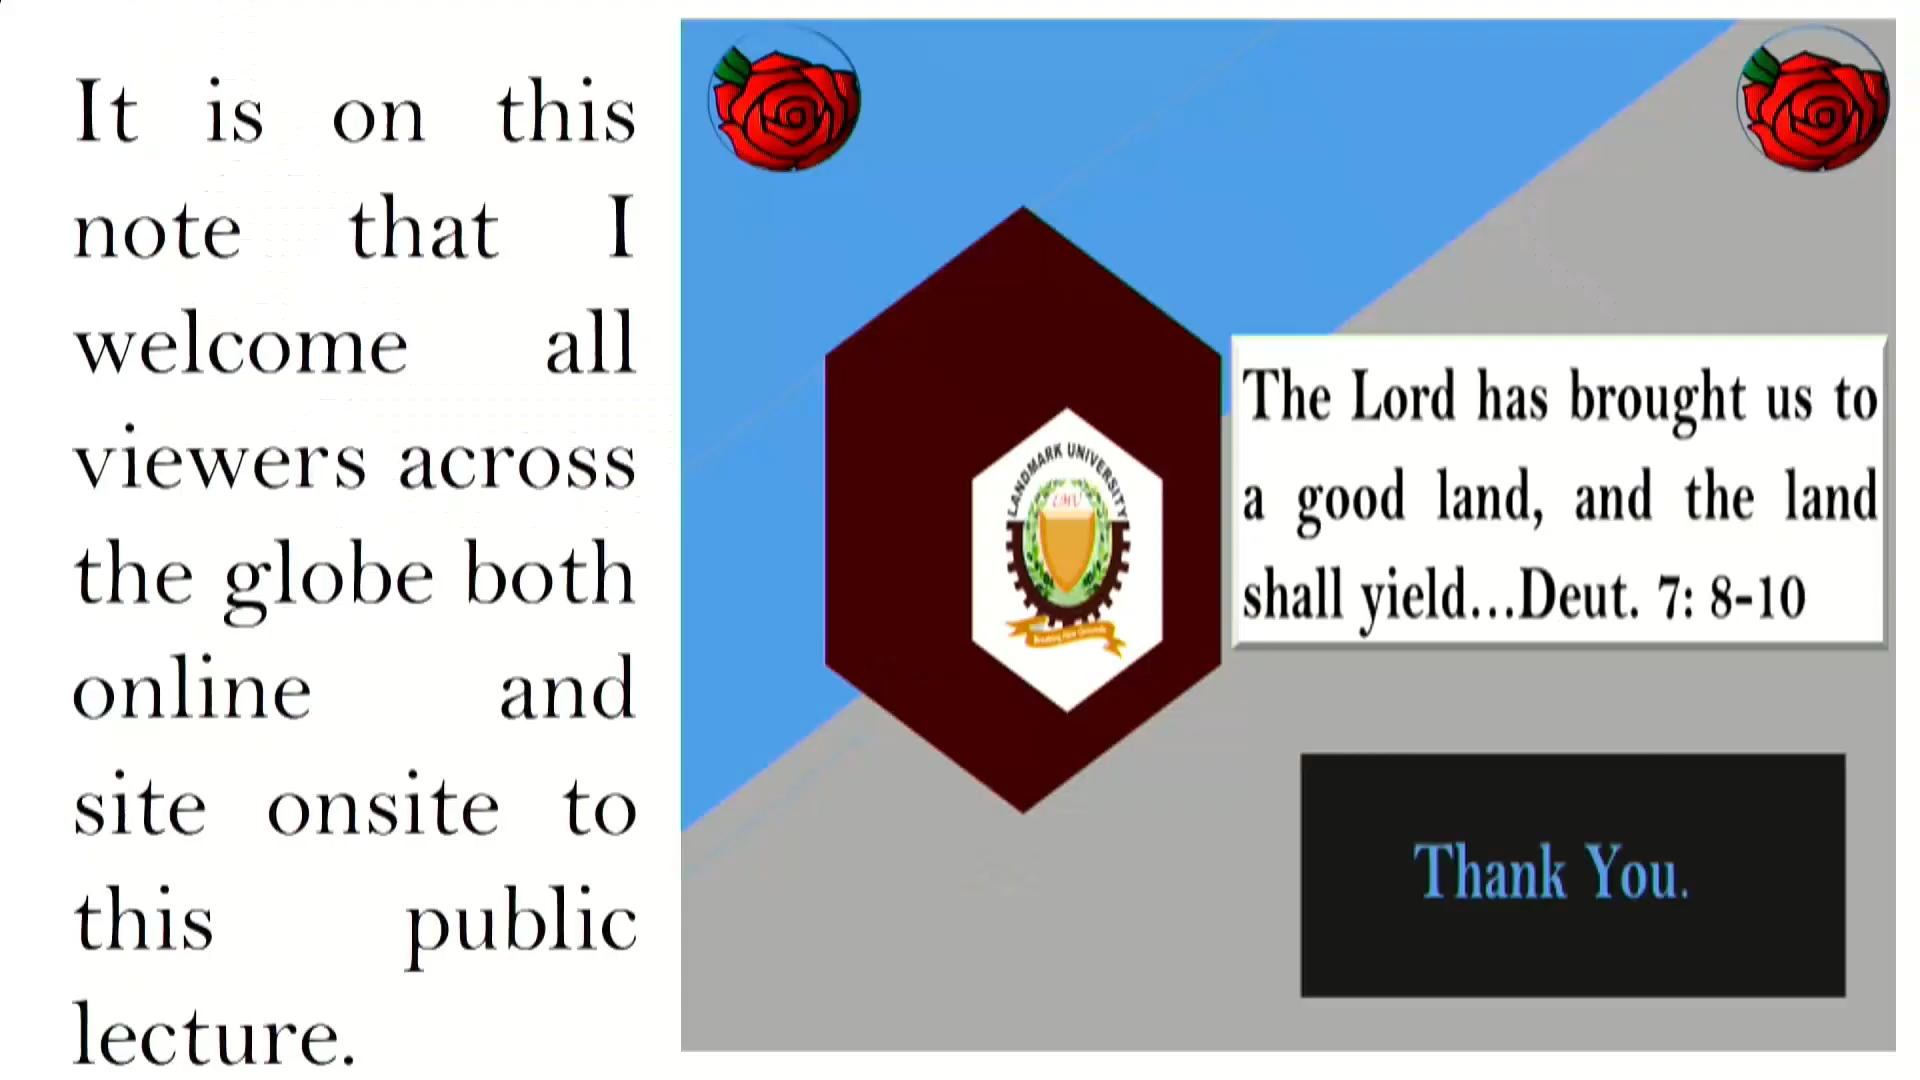 It is on this
note that I
welcome all
viewers across
the globe both
online and
site onsite to
this public
lecture.
LANDMARK UNIVERSITY
LMU
The Lord has brought us to
a good land, and the land
shall yield...Deut. 7: 8-10
Thank You.